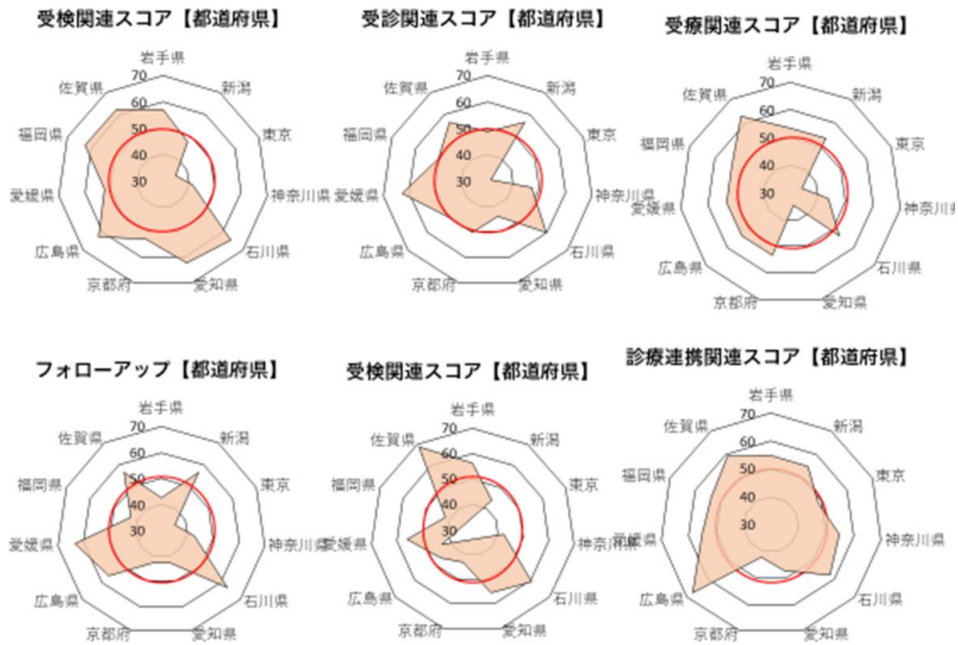 受検関連スコア【都道府県】
岩手県
新潟
東京
神奈川県
石川県
愛知県
京都府
広島県
愛媛県
福岡県
佐賀県
70
60
50
40
30
受診関連スコア【都道府県】
岩手県
新潟
東京
神奈川県
石川県
愛知県
京都府
広島県
愛媛県
福岡県
佐賀県
70
60
50
40
30
受療関連スコア【都道府県】
岩手県
新潟
東京
神奈川県
石川県
愛知県
京都府
広島県
愛媛県
福岡県
佐賀県
70
60
50
40
30
フォローアップ【都道府県】
岩手県
新潟
東京
神奈川県
石川県
愛知県
京都府
広島県
愛媛県
福岡県
佐賀県
70
60
50
40
30
受検関連スコア【都道府県】
岩手県
新潟
東京
神奈川県
石川県
愛知県
京都府
広島県
愛媛県
福岡県
佐賀県
70
60
50
40
30
診療連携関連スコア【都道府県】
岩手県
新潟
東京
神奈川県
石川県
愛知県
京都府
広島県
愛媛県
福岡県
佐賀県
70
60
50
40
30